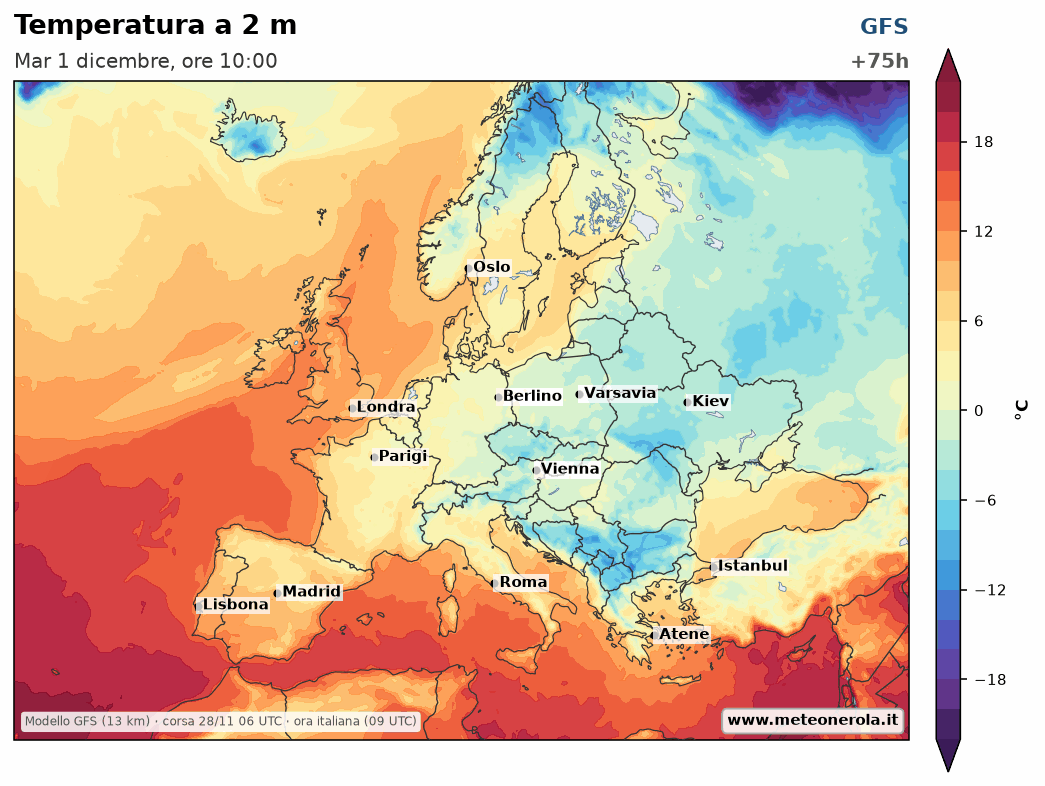 Temperatura a 2 m
GFS
Mar 1 dicembre, ore 10:00
+75h
18
12
6
0
−6
−12
−18
°C
Oslo
Londra
Berlino
Varsavia
Kiev
Parigi
Vienna
Madrid
Lisbona
Roma
Istanbul
Atene
Modello GFS (13 km) · corsa 28/11 06 UTC · ora italiana (09 UTC)
www.meteonerola.it